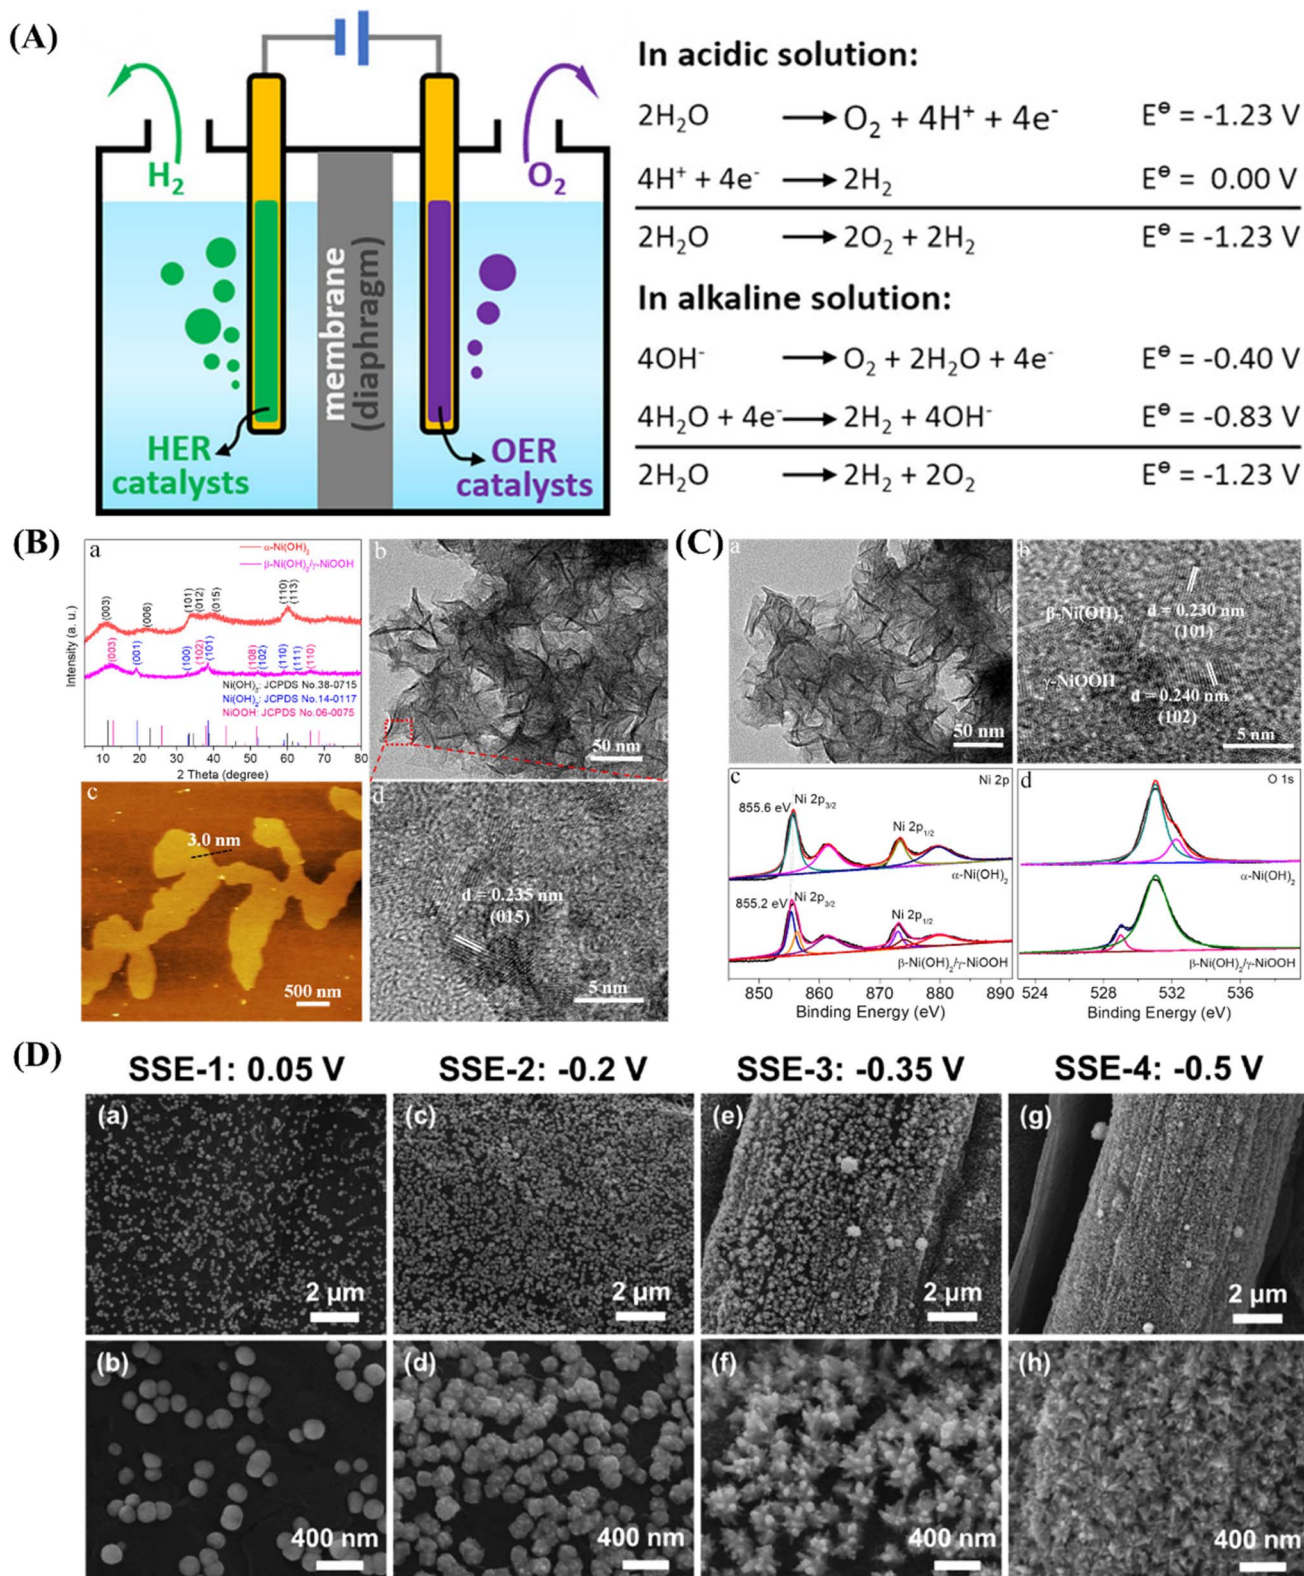 (A)
H₂
O₂
membrane
(diaphragm)
HER
catalysts
OER
catalysts
In acidic solution:
2H₂O → O₂ + 4H⁺ + 4e⁻ E⊖ = -1.23 V
4H⁺ + 4e⁻ → 2H₂ E⊖ = 0.00 V
2H₂O → 2O₂ + 2H₂ E⊖ = -1.23 V
In alkaline solution:
4OH⁻ → O₂ + 2H₂O + 4e⁻ E⊖ = -0.40 V
4H₂O + 4e⁻ → 2H₂ + 4OH⁻ E⊖ = -0.83 V
2H₂O → 2H₂ + 2O₂ E⊖ = -1.23 V
(B)
a
α-Ni(OH)₂
β-Ni(OH)₂/γ-NiOOH
(003)
(006)
(101)
(012)
(015)
(110)
(113)
(003)
(001)
(100)
(102)
(101)
(108)
(102)
(110)
(111)
(110)
Ni(OH)₂: JCPDS No.38-0715
Ni(OH)₂: JCPDS No.14-0117
NiOOH: JCPDS No.06-0075
Intensity (a. u.)
10 20 30 40 50 60 70 80
2 Theta (degree)
b
50 nm
c
3.0 nm
500 nm
d
d = 0.235 nm
(015)
5 nm
(C)
a
50 nm
b
β-Ni(OH)₂
d = 0.230 nm
(101)
γ-NiOOH
d = 0.240 nm
(102)
5 nm
c
Ni 2p
855.6 eV
Ni 2p₃/₂
Ni 2p₁/₂
α-Ni(OH)₂
855.2 eV
Ni 2p₃/₂
Ni 2p₁/₂
β-Ni(OH)₂/γ-NiOOH
850 860 870 880 890
Binding Energy (eV)
d
O 1s
α-Ni(OH)₂
β-Ni(OH)₂/γ-NiOOH
524 528 532 536
Binding Energy (eV)
(D)
SSE-1: 0.05 V
SSE-2: -0.2 V
SSE-3: -0.35 V
SSE-4: -0.5 V
(a)
2 μm
(c)
2 μm
(e)
2 μm
(g)
2 μm
(b)
400 nm
(d)
400 nm
(f)
400 nm
(h)
400 nm